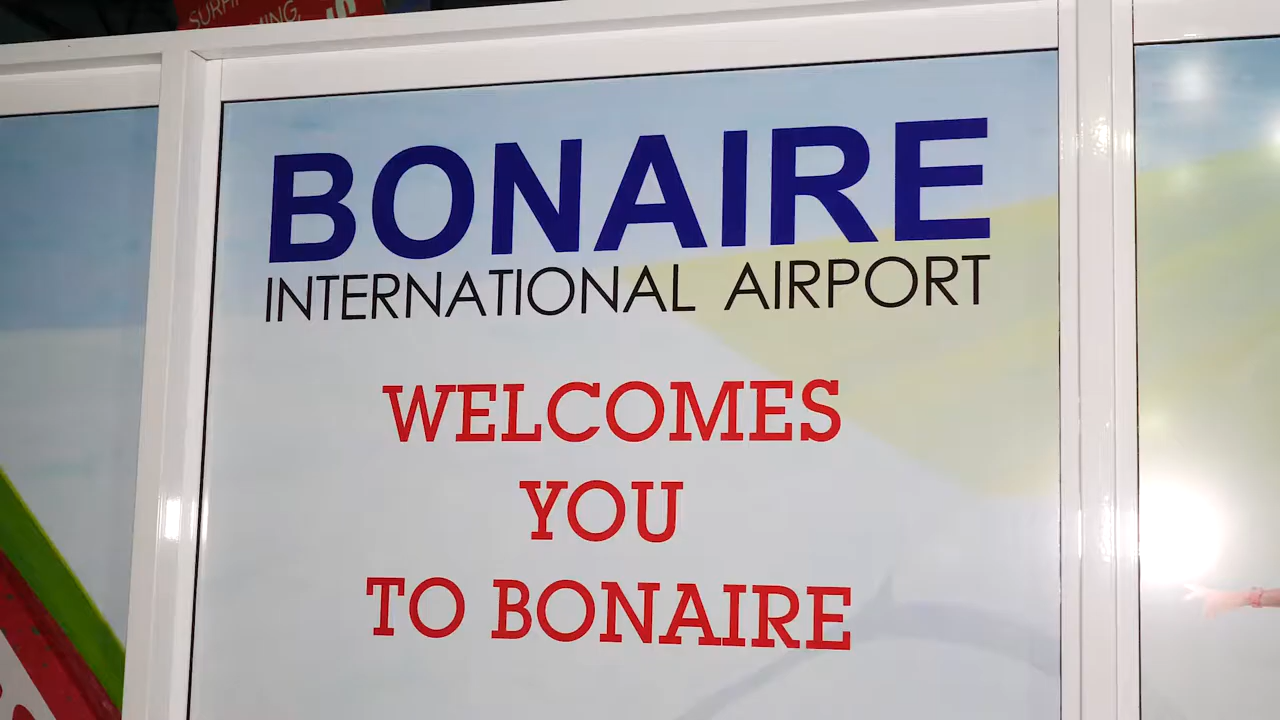 BONAIRE
INTERNATIONAL AIRPORT
WELCOMES
YOU
TO BONAIRE